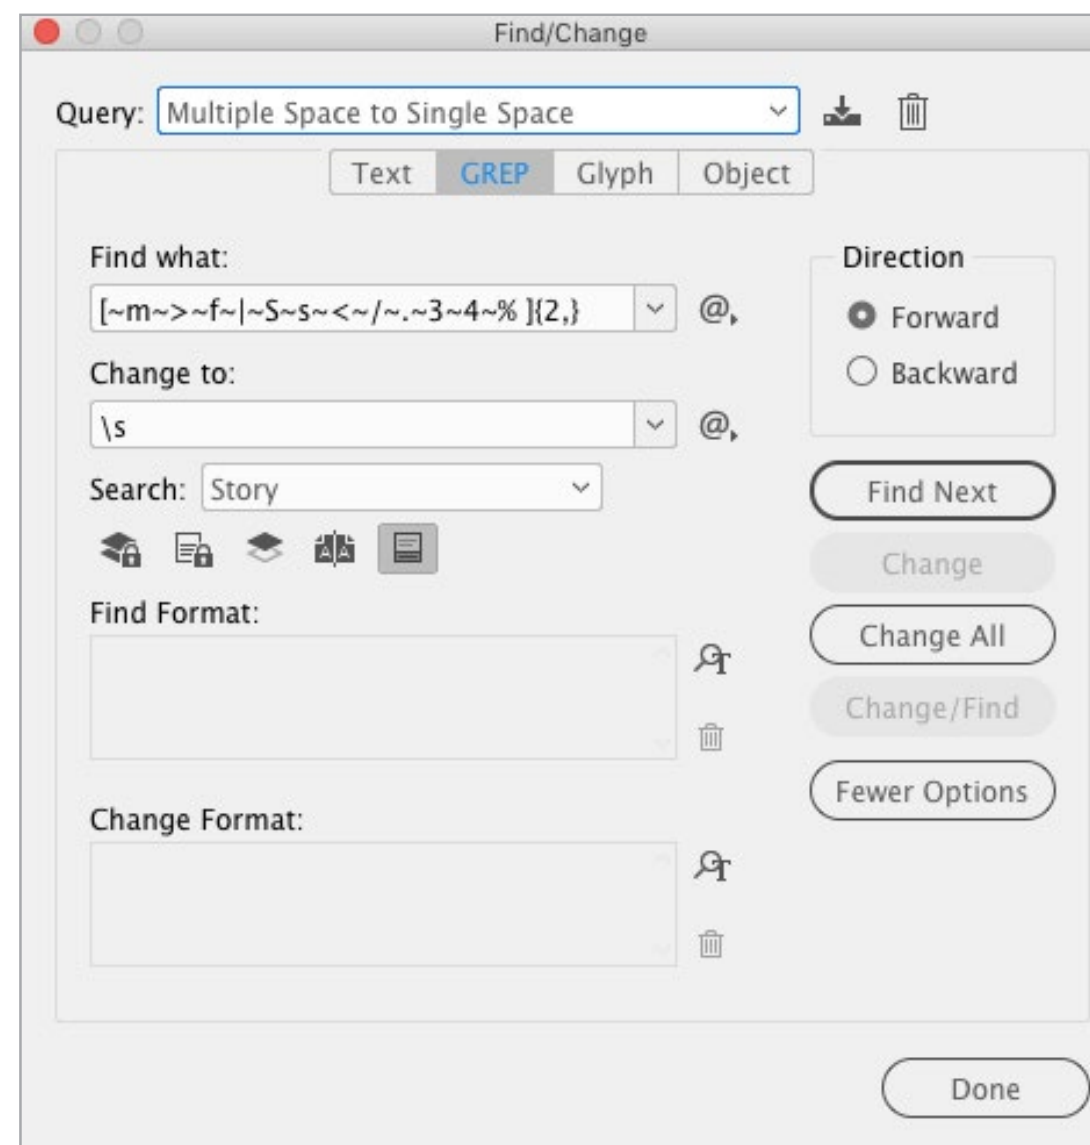 Find/Change
Query: Multiple Space to Single Space
Text GREP Glyph Object
Find what:
[~m~>~f~|~S~s~<~/~.~3~4~% ]{2,}
@
Change to:
\s
@
Search: Story
A A
Find Format:
T
T
Change Format:
Direction
Forward
Backward
Find Next
Change
Change All
Change/Find
Fewer Options
Done